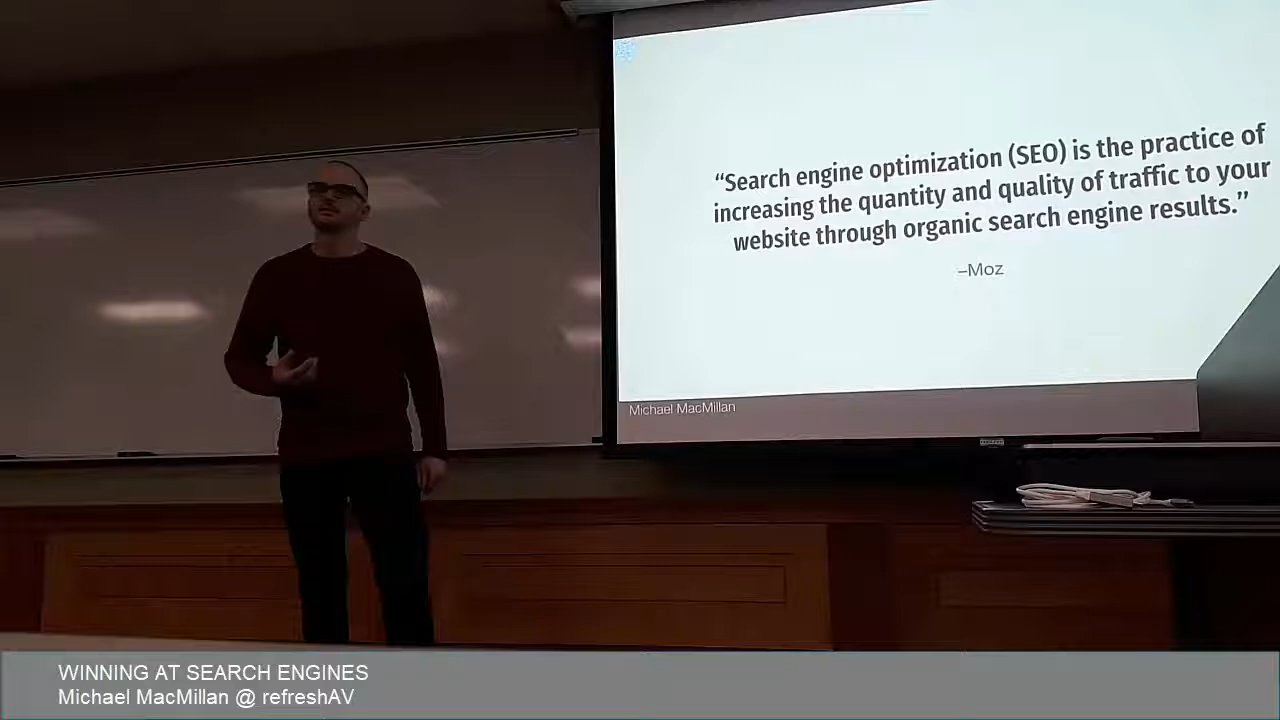 “Search engine optimization (SEO) is the practice of
increasing the quantity and quality of traffic to your
website through organic search engine results.”
–Moz
Michael MacMillan
WINNING AT SEARCH ENGINES
Michael MacMillan @ refreshAV